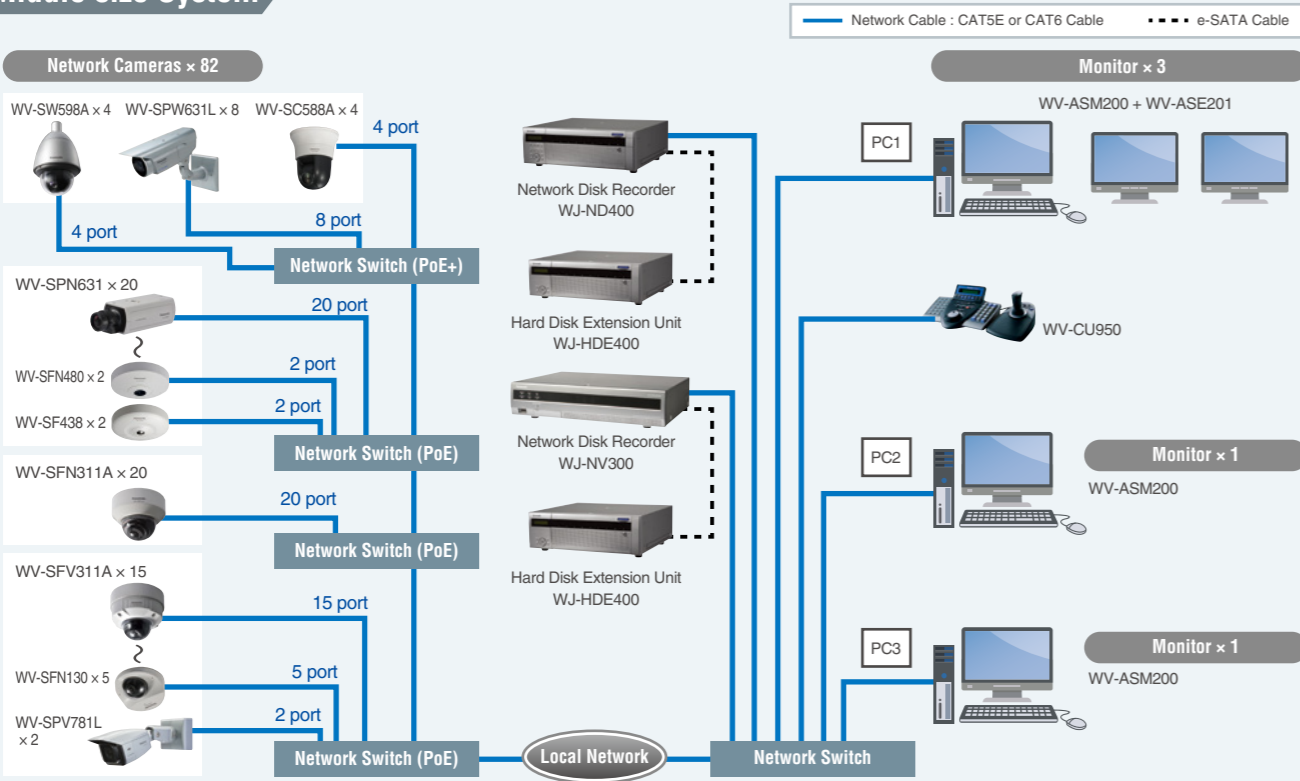 Middle Size System
Network Cable : CAT5E or CAT6 Cable
e-SATA Cable
Network Cameras × 82
WV-SW598A × 4
WV-SPW631L × 8
WV-SC588A × 4
4 port
8 port
4 port
Network Switch (PoE+)
WV-SPN631 × 20
20 port
WV-SFN480 × 2
2 port
WV-SF438 × 2
2 port
Network Switch (PoE)
WV-SFN311A × 20
20 port
Network Switch (PoE)
WV-SFV311A × 15
15 port
WV-SFN130 × 5
5 port
WV-SPV781L
× 2
2 port
Network Switch (PoE)
Local Network
Network Switch
Network Disk Recorder
WJ-ND400
Hard Disk Extension Unit
WJ-HDE400
Network Disk Recorder
WJ-NV300
Hard Disk Extension Unit
WJ-HDE400
Monitor × 3
WV-ASM200 + WV-ASE201
PC1
WV-CU950
PC2
Monitor × 1
WV-ASM200
PC3
Monitor × 1
WV-ASM200